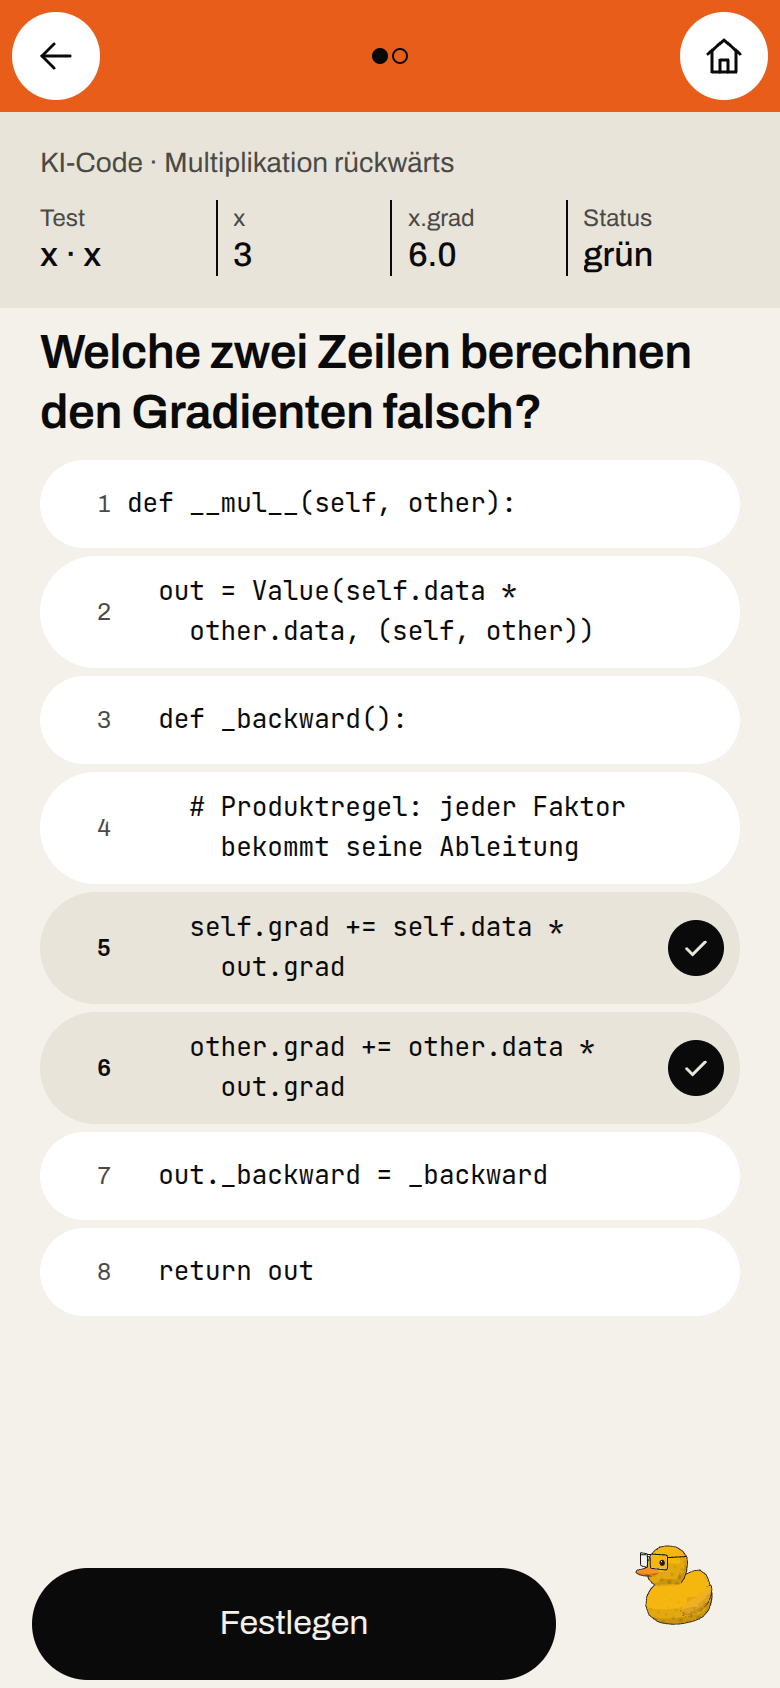 KI-Code · Multiplikation rückwärts
Test
x · x
x
3
x.grad
6.0
Status
grün
Welche zwei Zeilen berechnen
den Gradienten falsch?
1 def __mul__(self, other):
2 out = Value(self.data *
other.data, (self, other))
3 def _backward():
4 # Produktregel: jeder Faktor
bekommt seine Ableitung
5 self.grad += self.data *
out.grad
6 other.grad += other.data *
out.grad
7 out._backward = _backward
8 return out
Festlegen